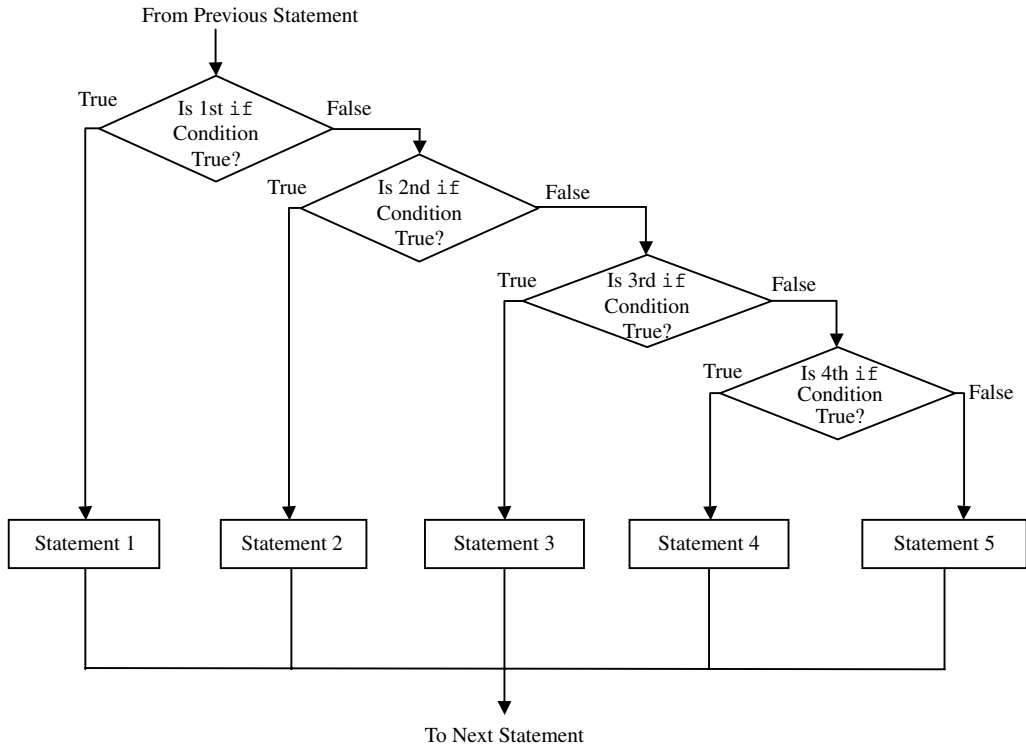 From Previous Statement
True
Is 1st if
Condition
True?
False
True
Is 2nd if
Condition
True?
False
True
Is 3rd if
Condition
True?
False
True
Is 4th if
Condition
True?
False
Statement 1
Statement 2
Statement 3
Statement 4
Statement 5
To Next Statement